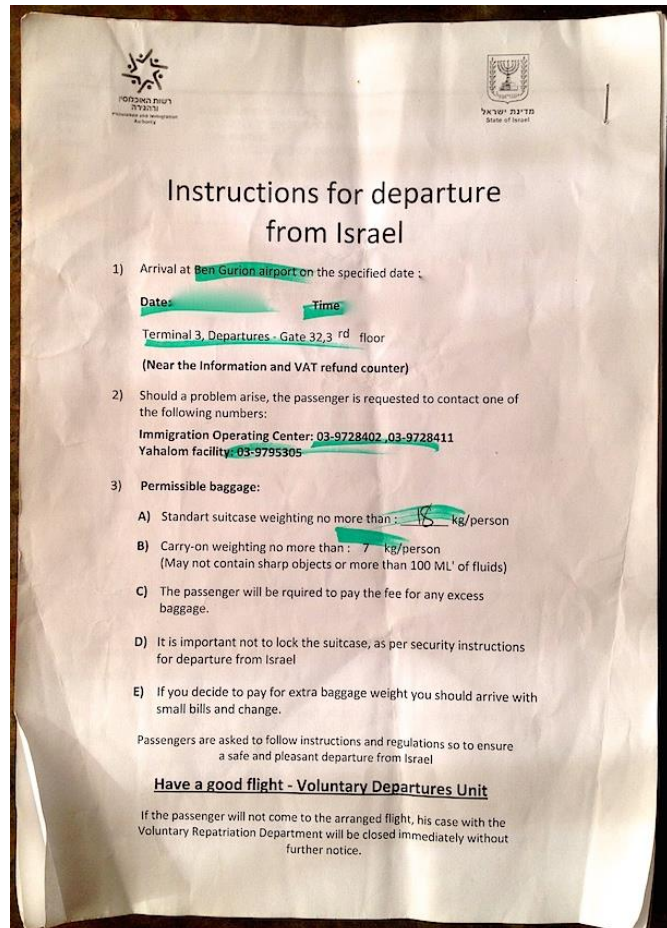 רשות האוכלוסין
וההגירה
Population and Immigration
Authority
מדינת ישראל
State of Israel
Instructions for departure
from Israel
1) Arrival at Ben Gurion airport on the specified date :
Date: Time
Terminal 3, Departures - Gate 32,3 rd floor
(Near the Information and VAT refund counter)
2) Should a problem arise, the passenger is requested to contact one of
the following numbers:
Immigration Operating Center: 03-9728402 ,03-9728411
Yahalom facility: 03-9795305
3) Permissible baggage:
A) Standart suitcase weighting no more than : 18 kg/person
B) Carry-on weighting no more than : 7 kg/person
(May not contain sharp objects or more than 100 ML' of fluids)
C) The passenger will be rquired to pay the fee for any excess
baggage.
D) It is important not to lock the suitcase, as per security instructions
for departure from Israel
E) If you decide to pay for extra baggage weight you should arrive with
small bills and change.
Passengers are asked to follow instructions and regulations so to ensure
a safe and pleasant departure from Israel
Have a good flight - Voluntary Departures Unit
If the passenger will not come to the arranged flight, his case with the
Voluntary Repatriation Department will be closed immediately without
further notice.